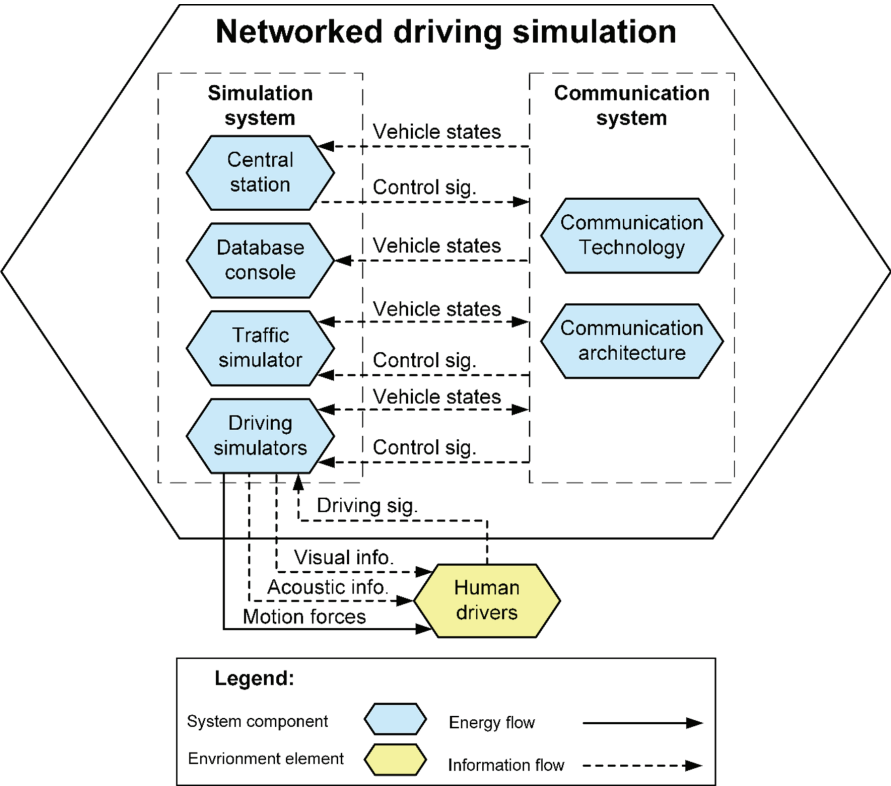 Networked driving simulation
Simulation
system
Communication
system
Central
station
Vehicle states
Control sig.
Communication
Technology
Database
console
Vehicle states
Traffic
simulator
Vehicle states
Control sig.
Communication
architecture
Driving
simulators
Vehicle states
Control sig.
Driving sig.
Visual info.
Acoustic info.
Motion forces
Human
drivers
Legend:
System component
Energy flow
Envrionment element
Information flow